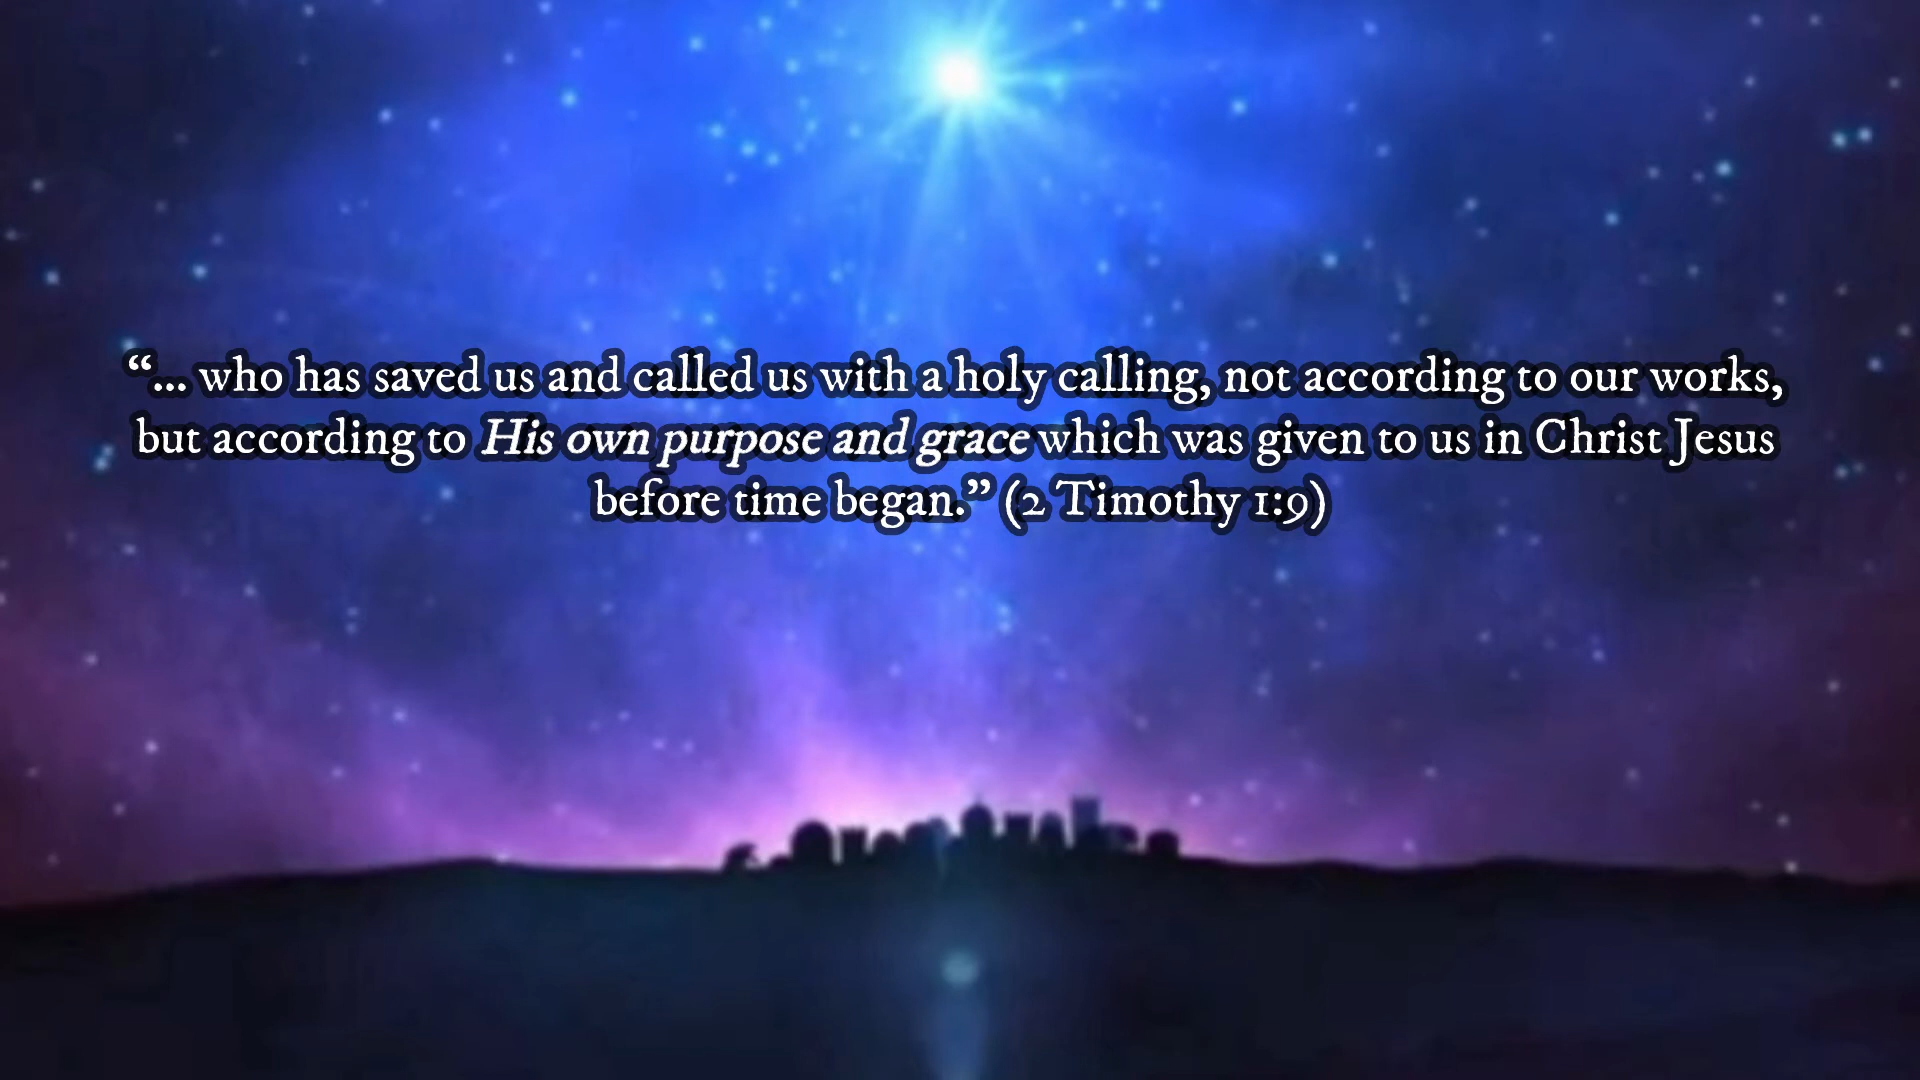 “... who has saved us and called us with a holy calling, not according to our works,
but according to His own purpose and grace which was given to us in Christ Jesus
before time began.” (2 Timothy 1:9)